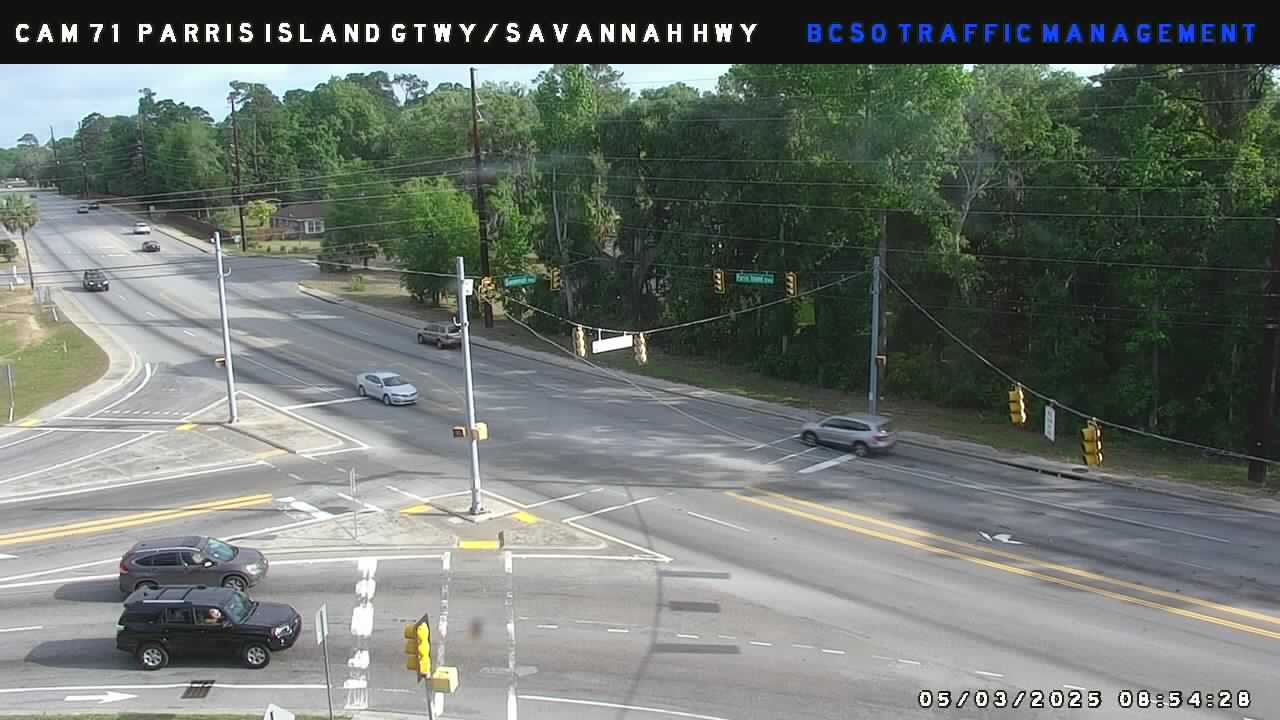 CAM 71 PARRIS ISLAND GTWY/SAVANNAH HWY
BCSO TRAFFIC MANAGEMENT
05/03/2025 08:54:28